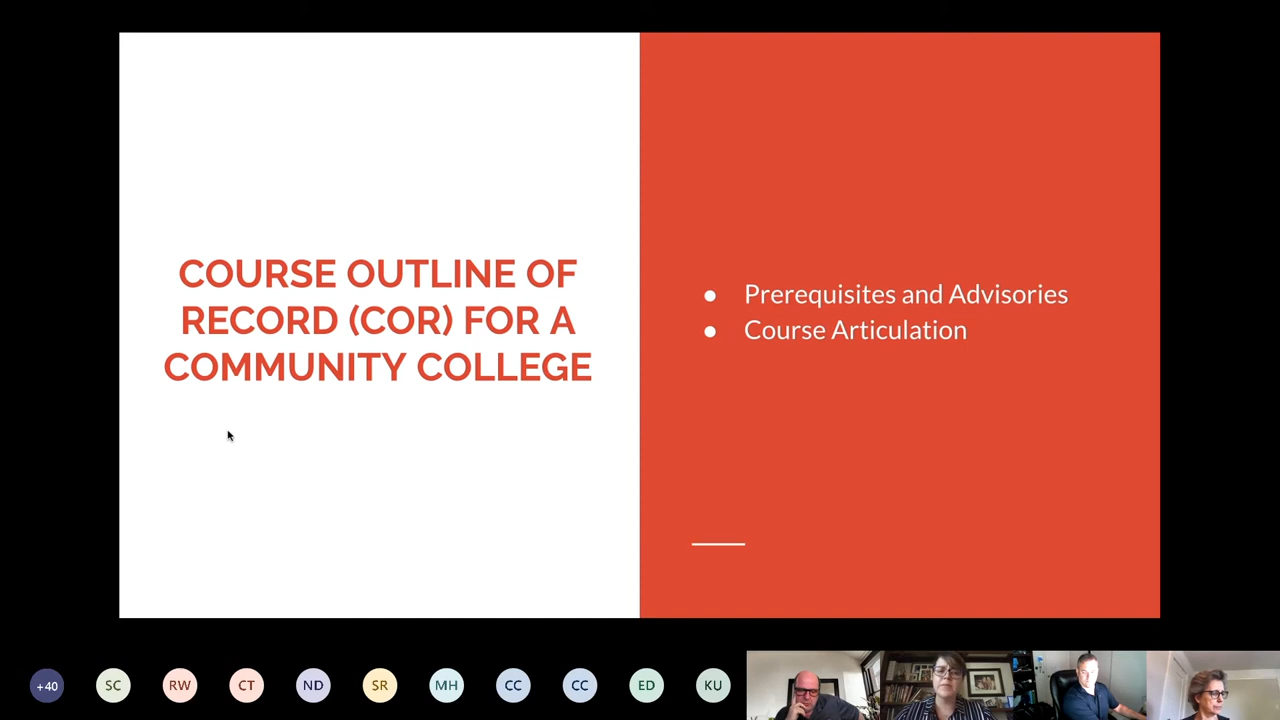 COURSE OUTLINE OF
RECORD (COR) FOR A
COMMUNITY COLLEGE
● Prerequisites and Advisories
● Course Articulation
+40
SC
RW
CT
ND
SR
MH
CC
CC
ED
KU